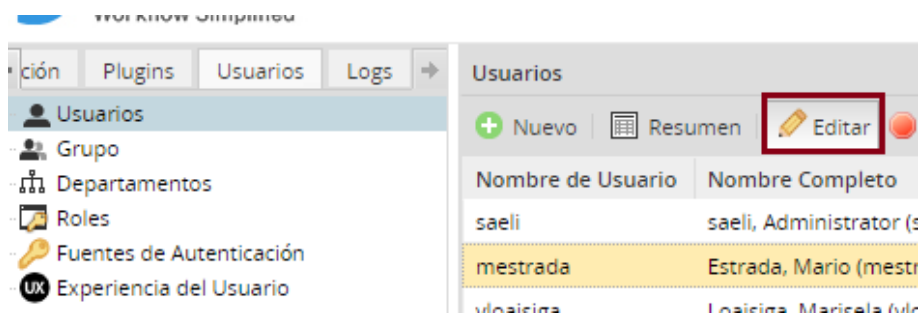 Workflow Simplified
ción Plugins Usuarios Logs
Usuarios
Grupo
Departamentos
Roles
Fuentes de Autenticación
UX Experiencia del Usuario
Usuarios
Nuevo Resumen Editar
Nombre de Usuario Nombre Completo
saeli saeli, Administrator (s
mestrada Estrada, Mario (mestr
vloaisiga Loaisiga, Marisela (vlo